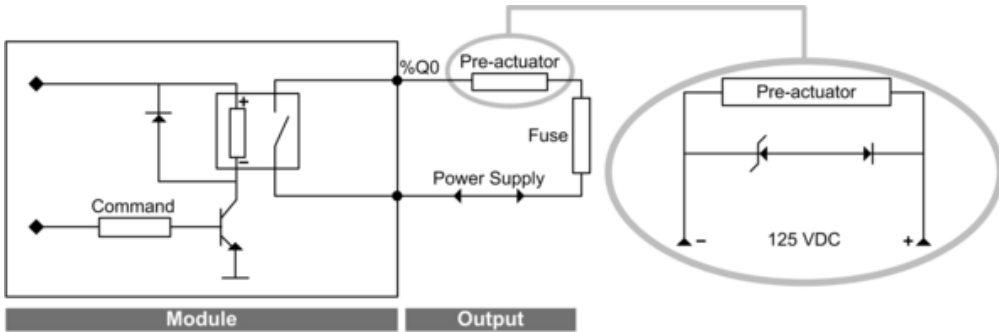 %Q0
Pre-actuator
Fuse
Power Supply
+
−
Command
Pre-actuator
− 125 VDC +
Module
Output